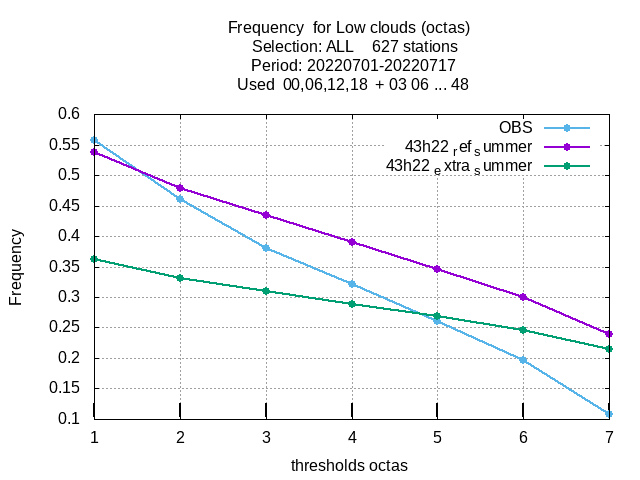 Frequency  for Low clouds (octas)
Selection: ALL    627 stations
Period: 20220701-20220717
Used  00,06,12,18  + 03 06 ... 48
OBS
43h22 ref summer
43h22 extra summer
0.6
0.55
0.5
0.45
0.4
0.35
0.3
0.25
0.2
0.15
0.1
Frequency
1 2 3 4 5 6 7
thresholds octas